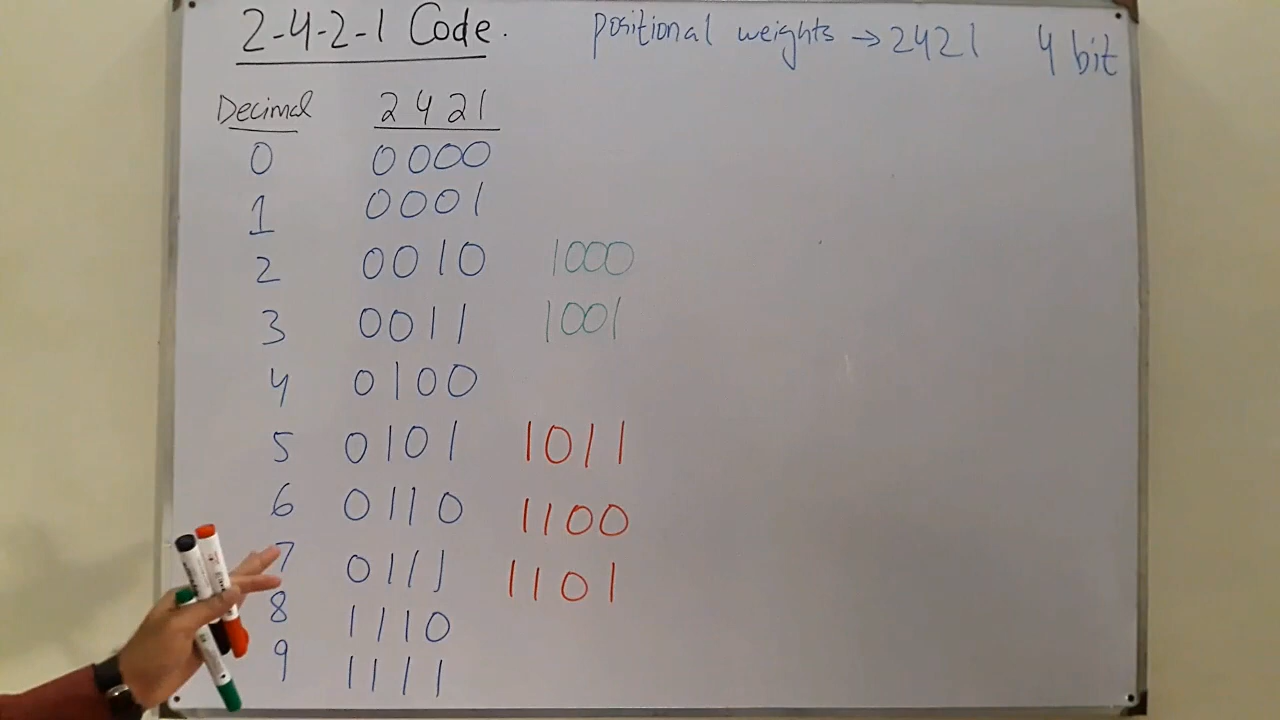 2-4-2-1 Code. positional weights → 2421 4 bit
Decimal 2 4 2 1
0 0000
1 0001
2 0010 1000
3 0011 1001
4 0100
5 0101 1011
6 0110 1100
7 0111 1101
8 1110
9 1111